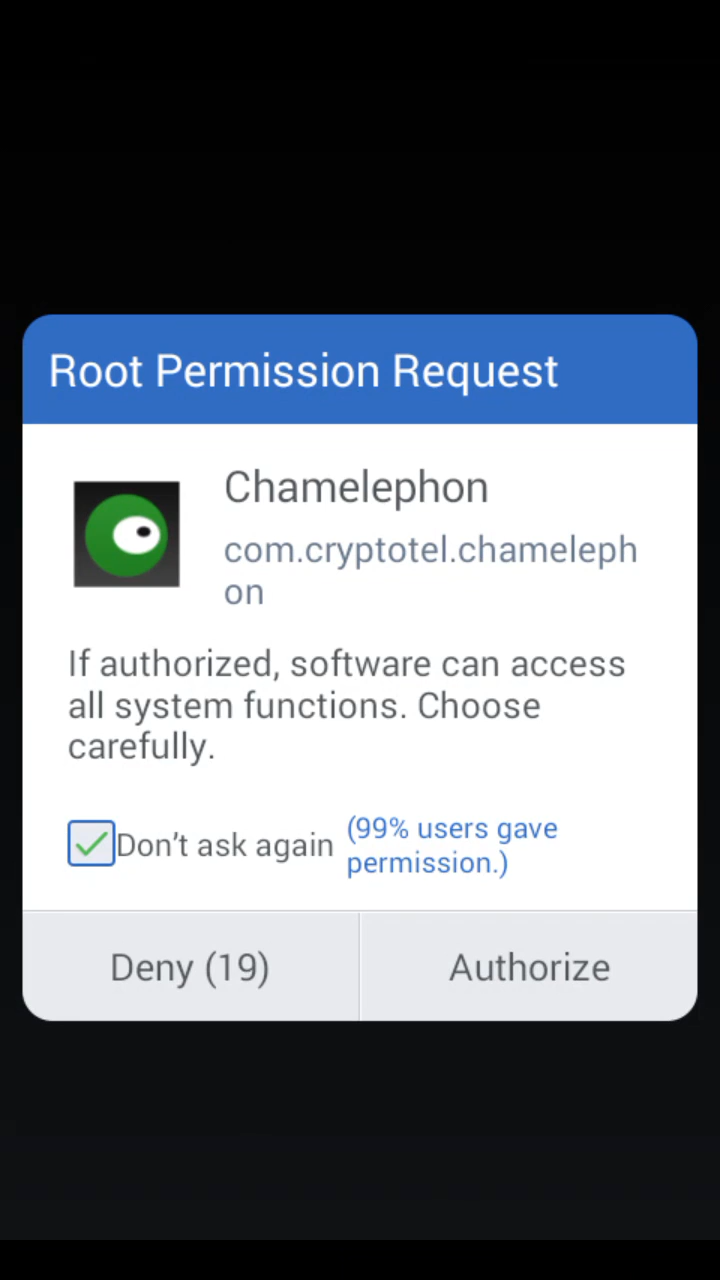 Root Permission Request
Chamelephon
com.cryptotel.chameleph
on
If authorized, software can access
all system functions. Choose
carefully.
Don't ask again
(99% users gave
permission.)
Deny (19)
Authorize